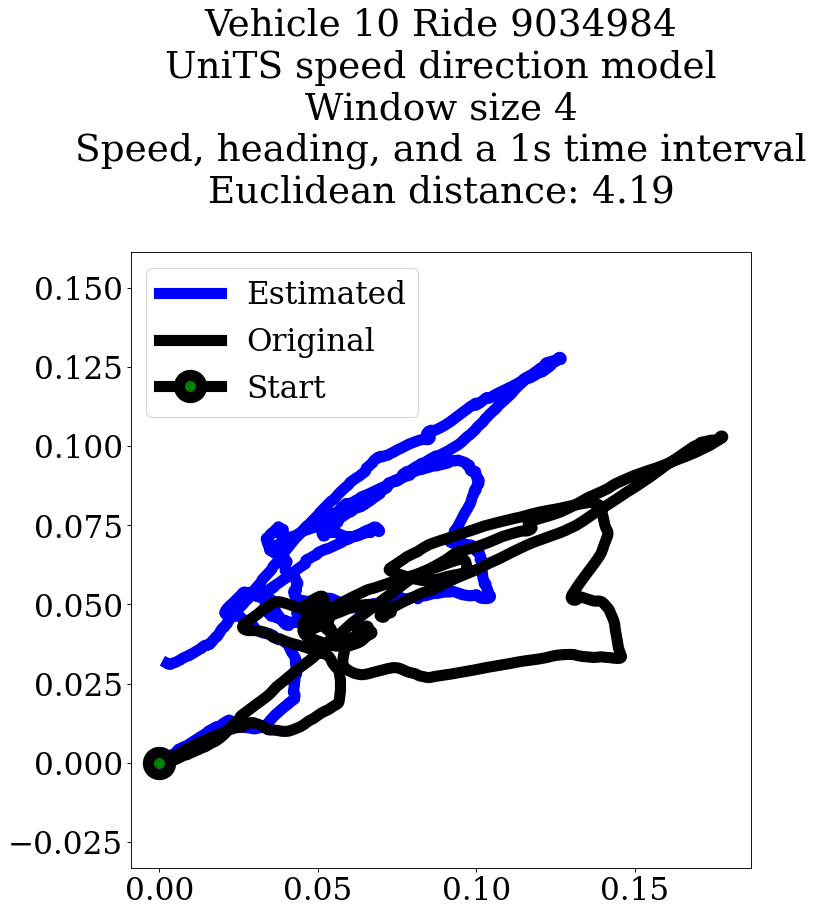 Vehicle 10 Ride 9034984
UniTS speed direction model
Window size 4
Speed, heading, and a 1s time interval
Euclidean distance: 4.19
Estimated
Original
Start
0.150
0.125
0.100
0.075
0.050
0.025
0.000
−0.025
0.00 0.05 0.10 0.15